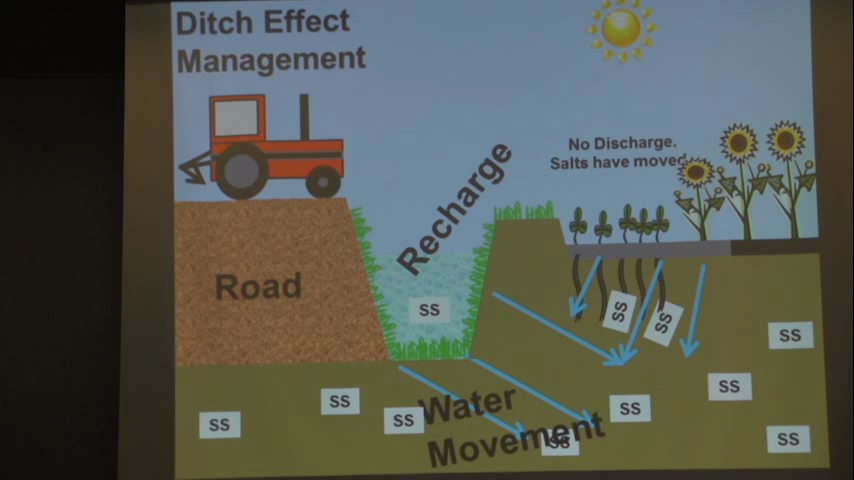 Ditch Effect
Management
No Discharge.
Salts have moved
Recharge
Road
SS
SS
SS
SS
SS
SS
SS
Water
Movement
SS
SS
SS
SS